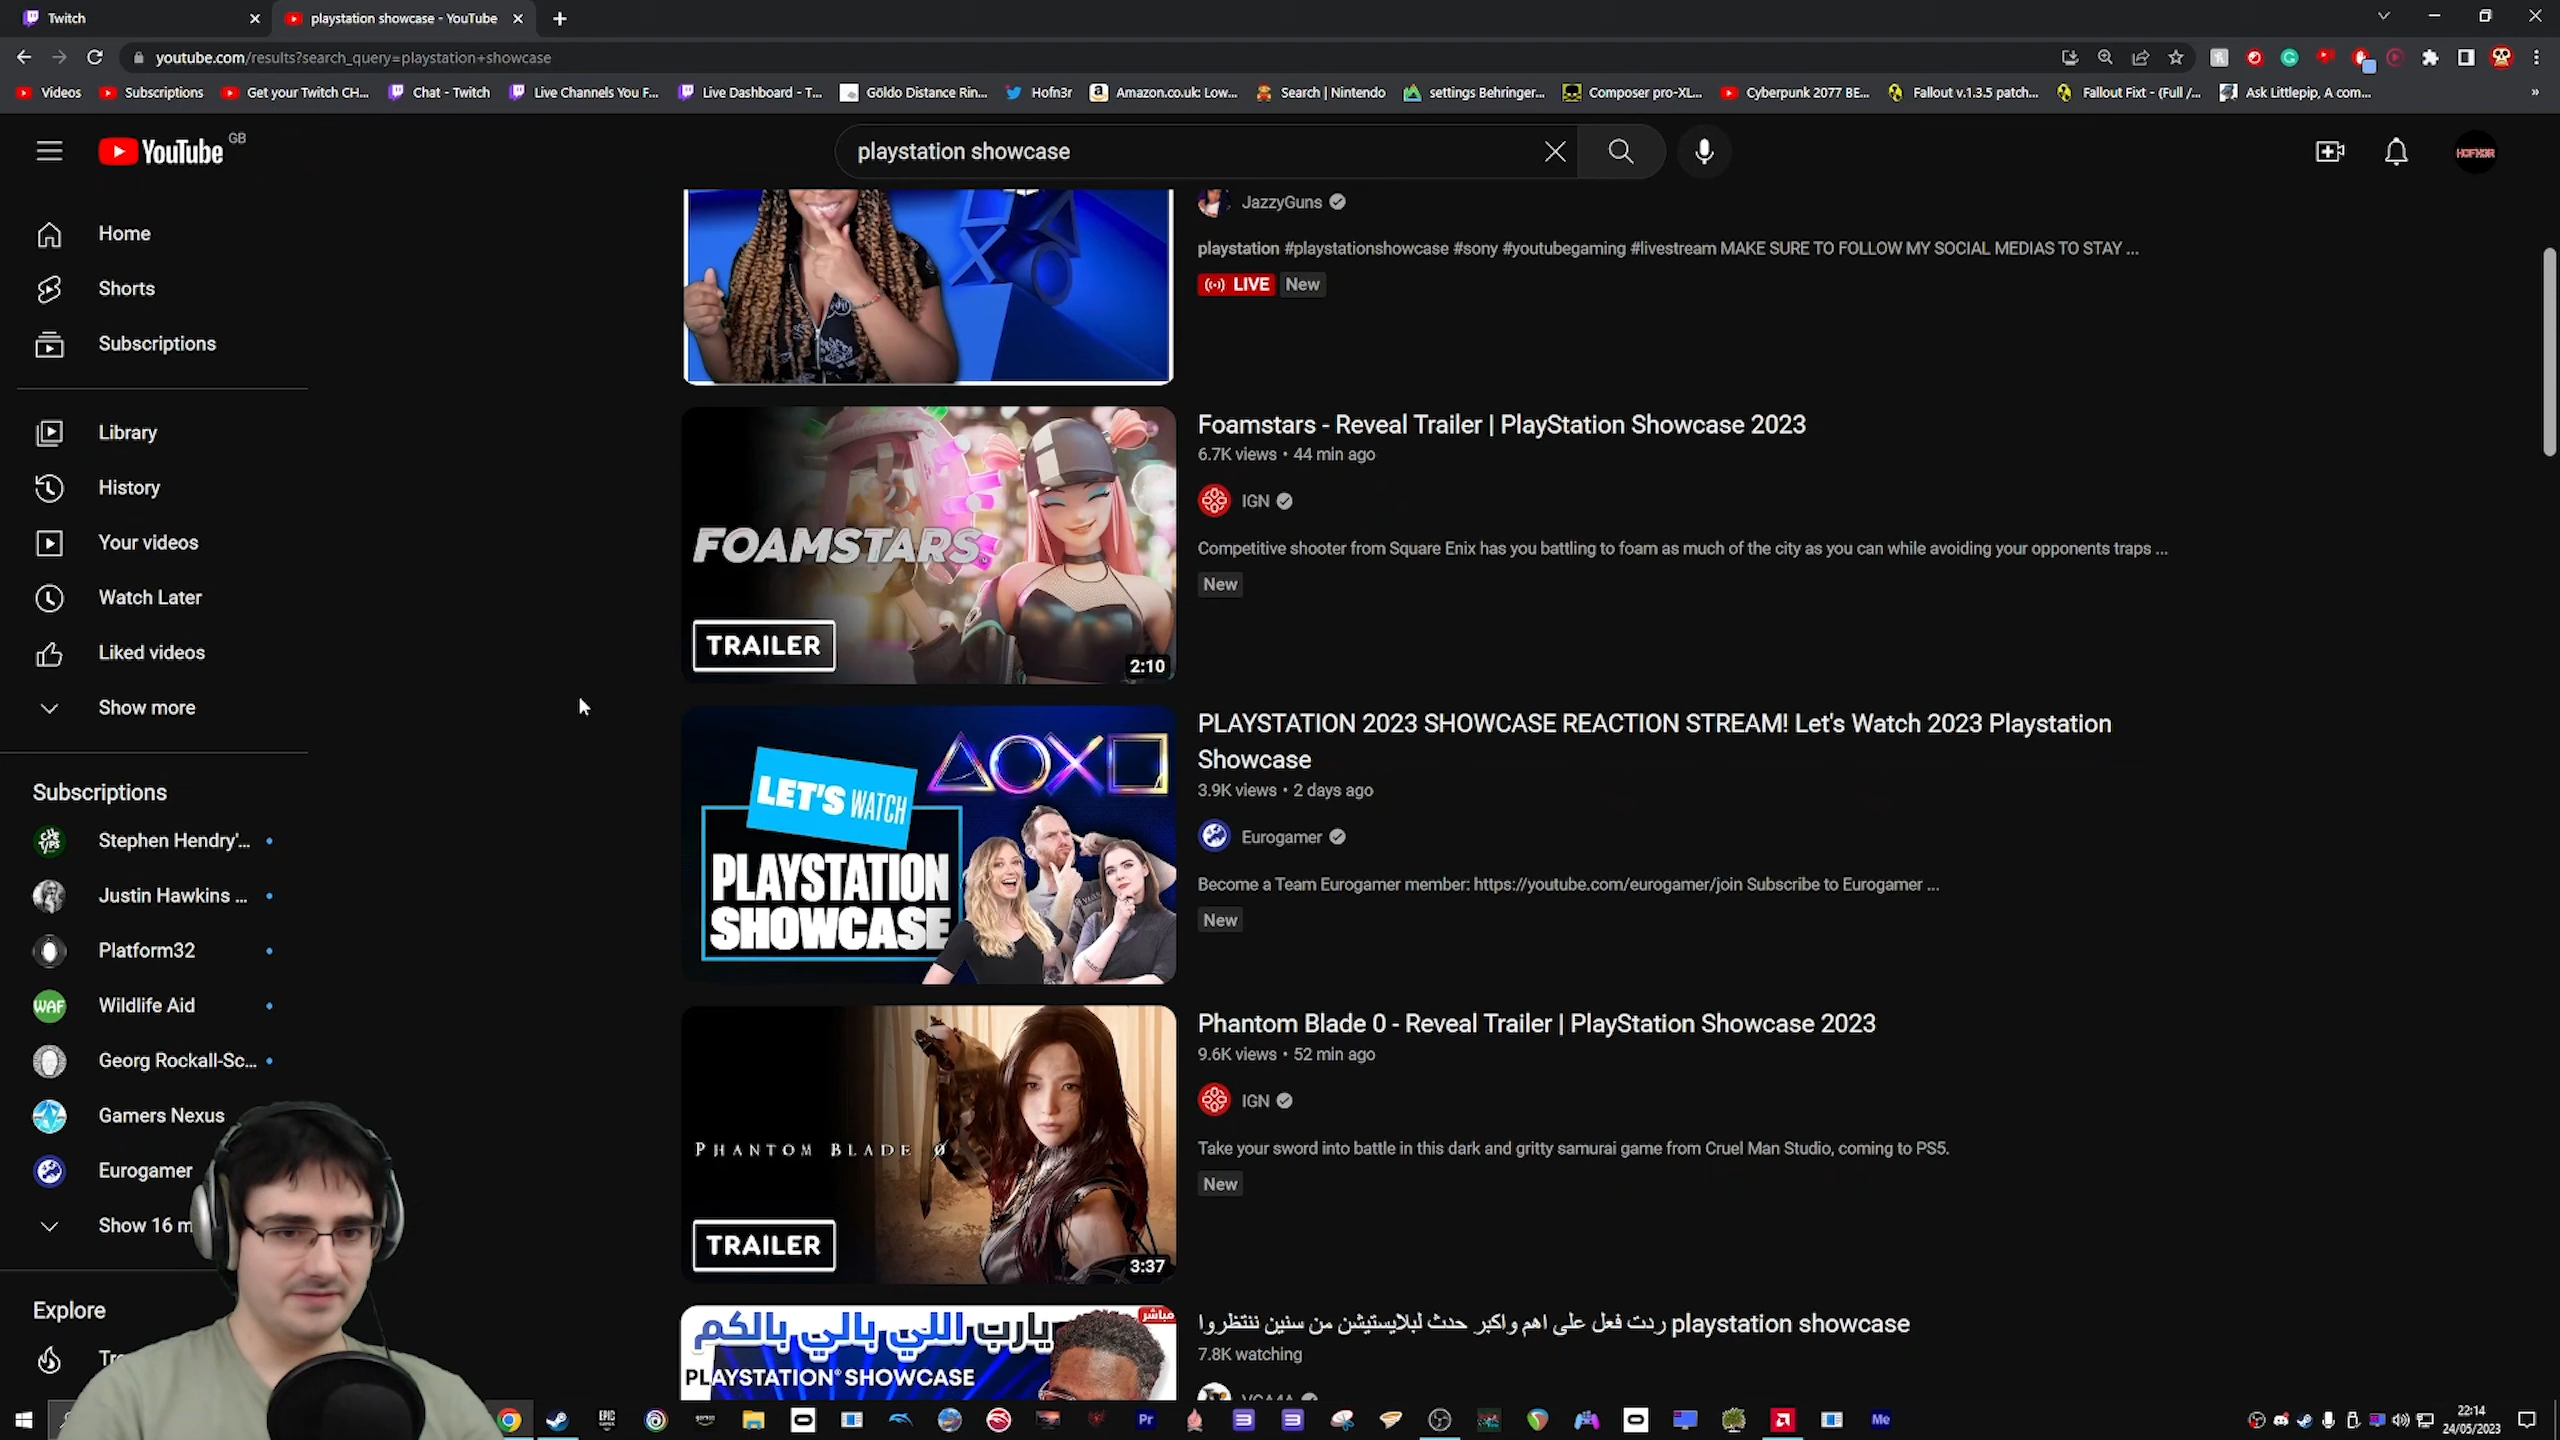 Twitch
playstation showcase - YouTube
youtube.com/results?search_query=playstation+showcase
Videos
Subscriptions
Get your Twitch CH...
Chat - Twitch
Live Channels You F...
Live Dashboard - T...
Göldo Distance Rin...
Hofn3r
Amazon.co.uk: Low...
Search | Nintendo
settings Behringer...
Composer pro-XL...
Cyberpunk 2077 BE...
Fallout v.1.3.5 patch...
Fallout Fixt - (Full /...
Ask Littlepip, A com...
YouTube GB
playstation showcase
HOFN3R
Home
Shorts
Subscriptions
Library
History
Your videos
Watch Later
Liked videos
Show more
Subscriptions
Stephen Hendry'...
Justin Hawkins ...
Platform32
WAF
Wildlife Aid
Georg Rockall-Sc...
Gamers Nexus
Eurogamer
Show 16 m
Explore
JazzyGuns
playstation #playstationshowcase #sony #youtubegaming #livestream MAKE SURE TO FOLLOW MY SOCIAL MEDIAS TO STAY ...
LIVE New
FOAMSTARS
TRAILER
2:10
Foamstars - Reveal Trailer | PlayStation Showcase 2023
6.7K views • 44 min ago
IGN
Competitive shooter from Square Enix has you battling to foam as much of the city as you can while avoiding your opponents traps ...
New
LET'S WATCH
PLAYSTATION
SHOWCASE
PLAYSTATION 2023 SHOWCASE REACTION STREAM! Let's Watch 2023 Playstation
Showcase
3.9K views • 2 days ago
Eurogamer
Become a Team Eurogamer member: https://youtube.com/eurogamer/join Subscribe to Eurogamer ...
New
PHANTOM BLADE 0
TRAILER
3:37
Phantom Blade 0 - Reveal Trailer | PlayStation Showcase 2023
9.6K views • 52 min ago
IGN
Take your sword into battle in this dark and gritty samurai game from Cruel Man Studio, coming to PS5.
New
مباشر
يارب اللي بالي بالكم
PLAYSTATION® SHOWCASE
ردت فعل على اهم واكبر حدث لبلايستيشن من سنين ننتظروا playstation showcase
7.8K watching
EPIC
Pr
Me
22:14
24/05/2023